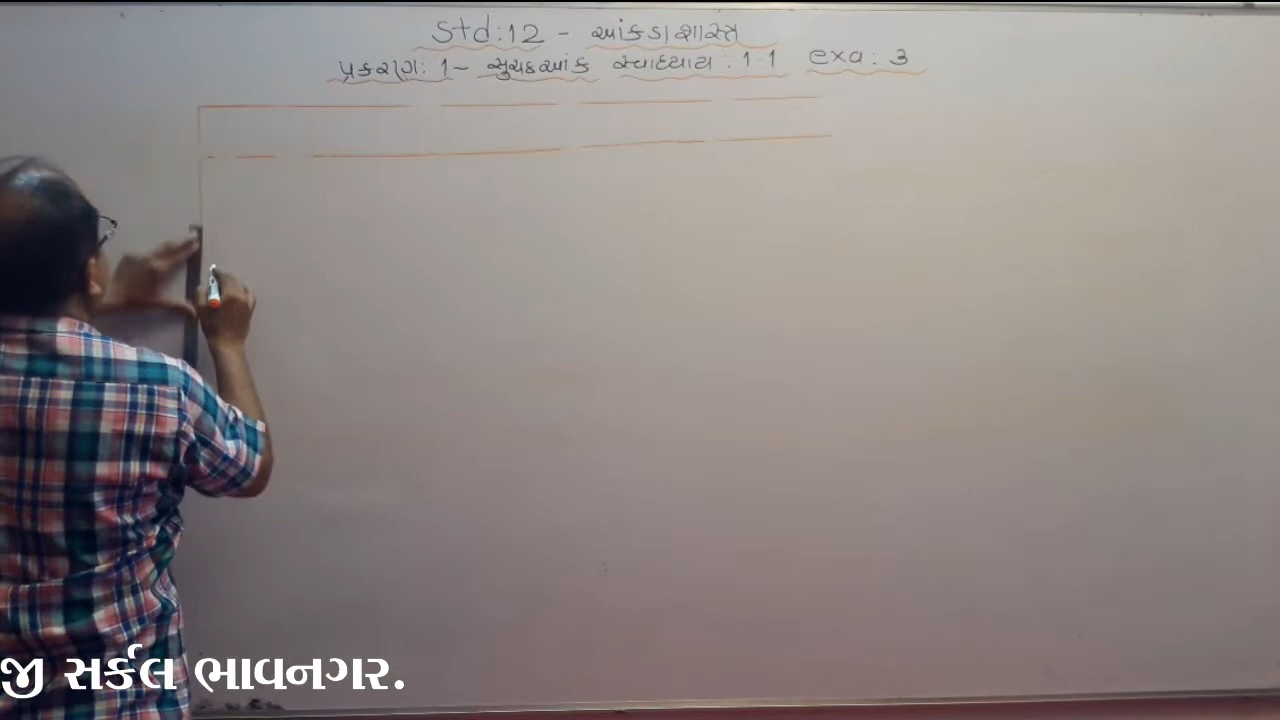 Std:12 - આંકડાશાસ્ત્ર
પ્રકરણ: 1- સુચકઆંક સ્વાધ્યાય: 1.1 exa: 3
જી સર્કલ ભાવનગર.